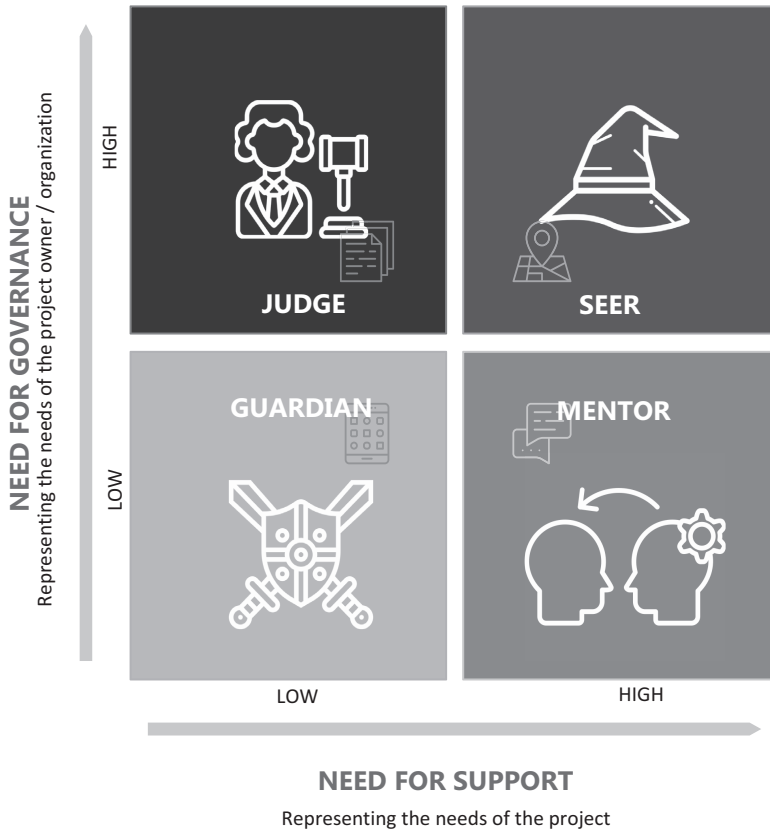 NEED FOR GOVERNANCE
Representing the needs of the project owner / organization
HIGH
JUDGE
SEER
LOW
GUARDIAN
MENTOR
LOW
HIGH
NEED FOR SUPPORT
Representing the needs of the project